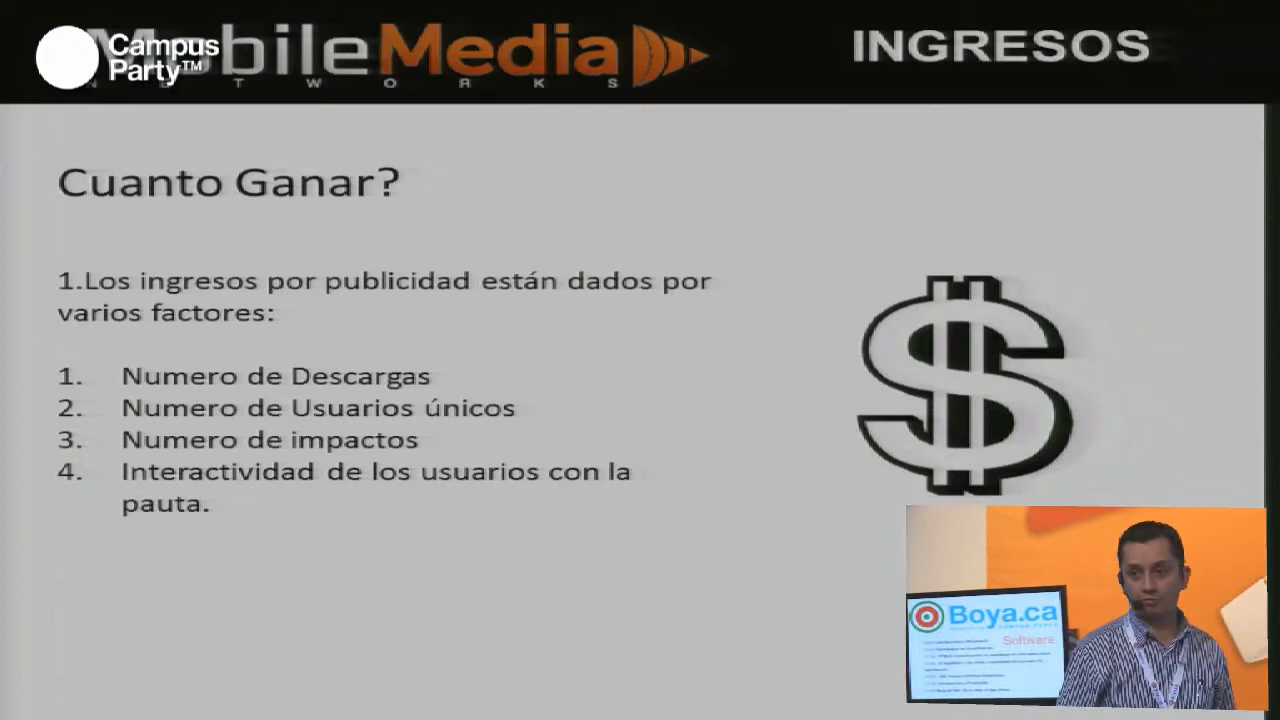 Campus
Party™
MobileMedia
NETWORKS
INGRESOS
Cuanto Ganar?
1.Los ingresos por publicidad están dados por
varios factores:
1. Numero de Descargas
2. Numero de Usuarios únicos
3. Numero de impactos
4. Interactividad de los usuarios con la
pauta.
Boya.ca
Software